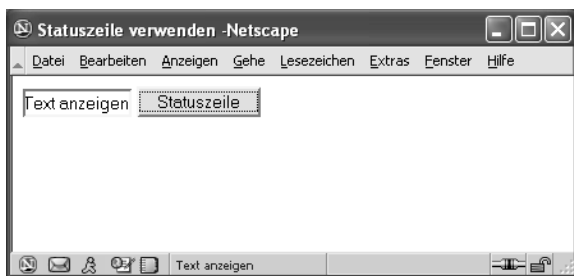 Statuszeile verwenden -Netscape
Datei Bearbeiten Anzeigen Gehe Lesezeichen Extras Fenster Hilfe
Text anzeigen Statuszeile
Text anzeigen